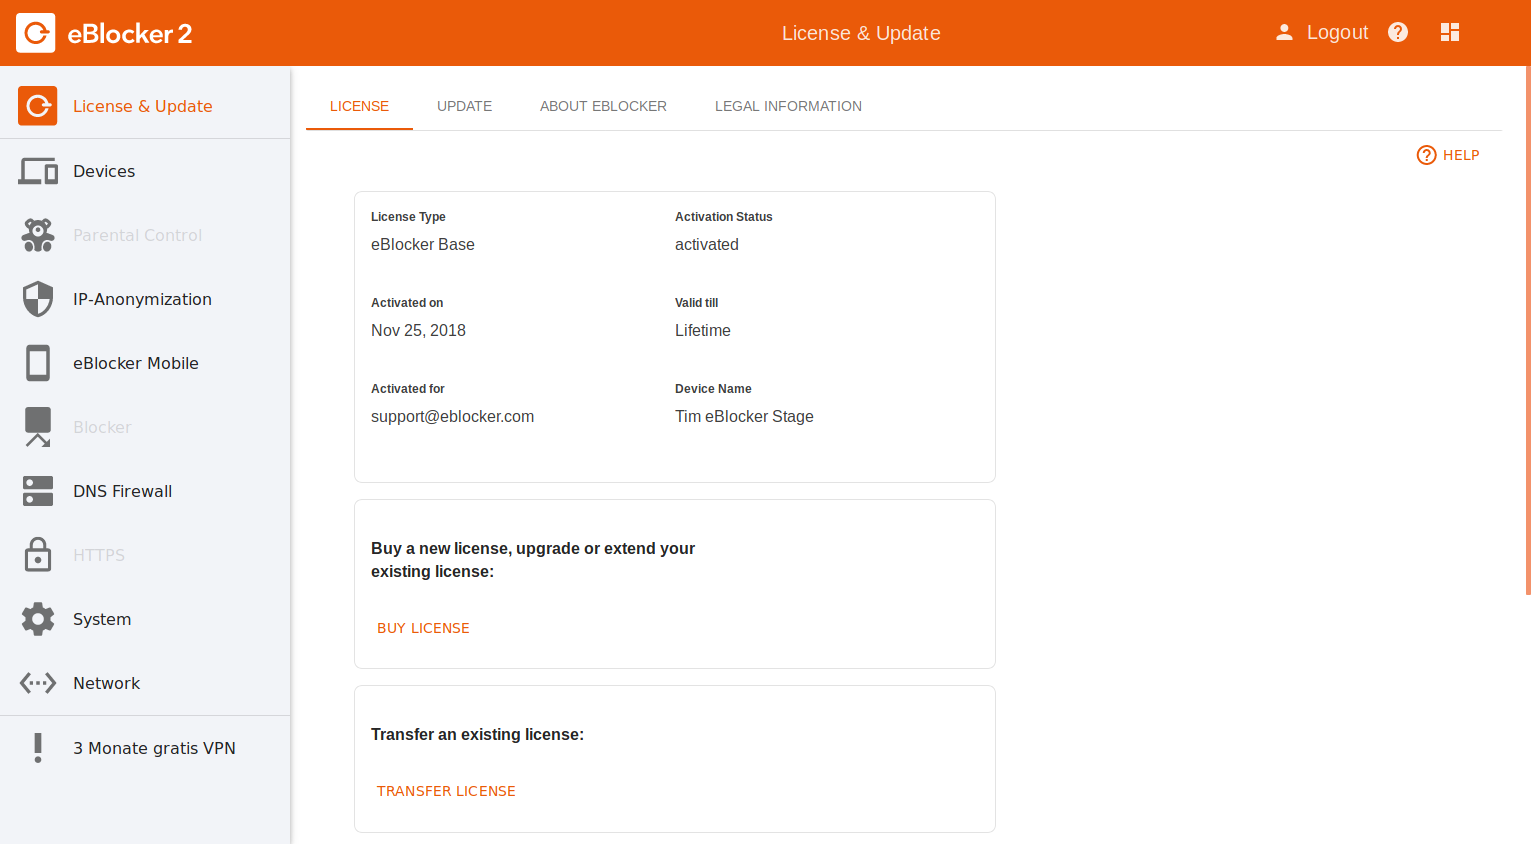 eBlocker 2
License & Update
Logout
License & Update
Devices
Parental Control
IP-Anonymization
eBlocker Mobile
Blocker
DNS Firewall
HTTPS
System
Network
3 Monate gratis VPN
LICENSE
UPDATE
ABOUT EBLOCKER
LEGAL INFORMATION
? HELP
License Type
eBlocker Base
Activation Status
activated
Activated on
Nov 25, 2018
Valid till
Lifetime
Activated for
support@eblocker.com
Device Name
Tim eBlocker Stage
Buy a new license, upgrade or extend your
existing license:
BUY LICENSE
Transfer an existing license:
TRANSFER LICENSE